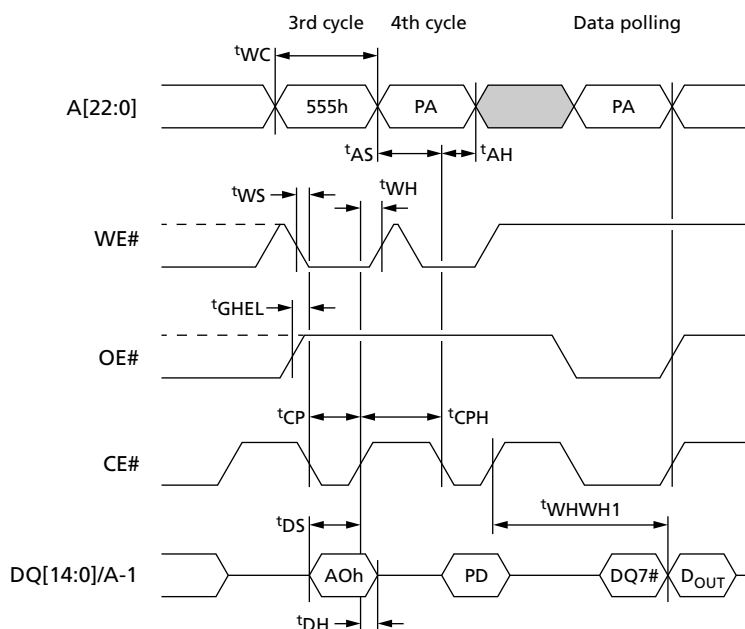 3rd cycle 4th cycle Data polling
tWC
A[22:0] 555h PA PA
tAS tAH
tWS tWH
WE#
tGHEL
OE#
tCP tCPH
CE#
tWHWH1
tDS
DQ[14:0]/A-1 AOh PD DQ7# DOUT
tDH